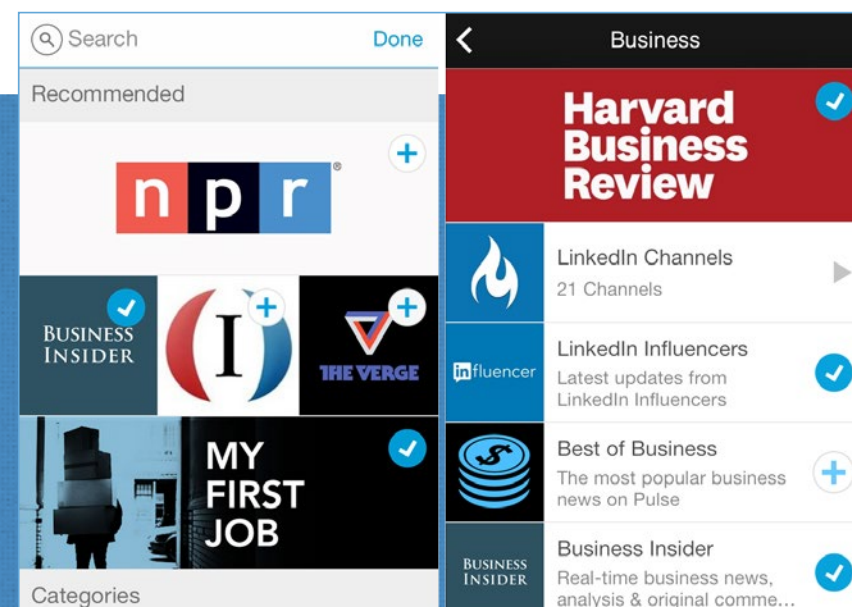 Search
Done
Recommended
npr®
BUSINESS
INSIDER
(I)
THE VERGE
MY
FIRST
JOB
Categories
Business
Harvard
Business
Review
LinkedIn Channels
21 Channels
influencer
LinkedIn Influencers
Latest updates from
LinkedIn Influencers
$
Best of Business
The most popular business
news on Pulse
BUSINESS
INSIDER
Business Insider
Real-time business news,
analysis & original comme...